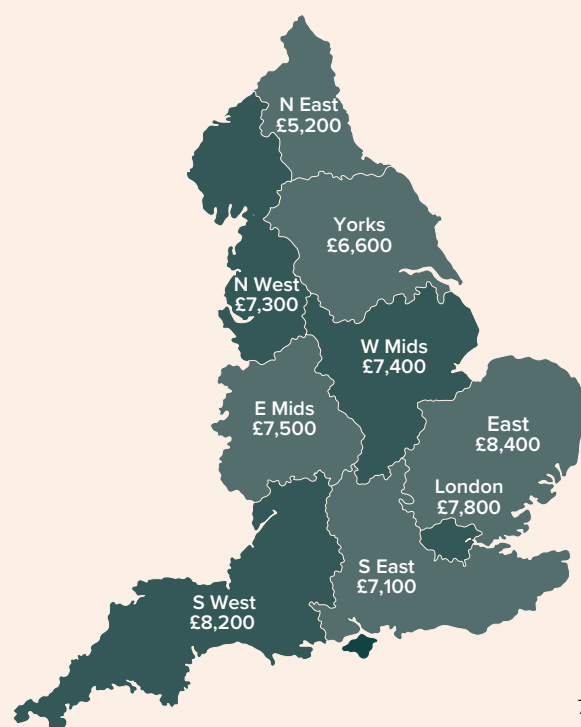 N East
£5,200
Yorks
£6,600
N West
£7,300
W Mids
£7,400
E Mids
£7,500
East
£8,400
London
£7,800
S East
£7,100
S West
£8,200